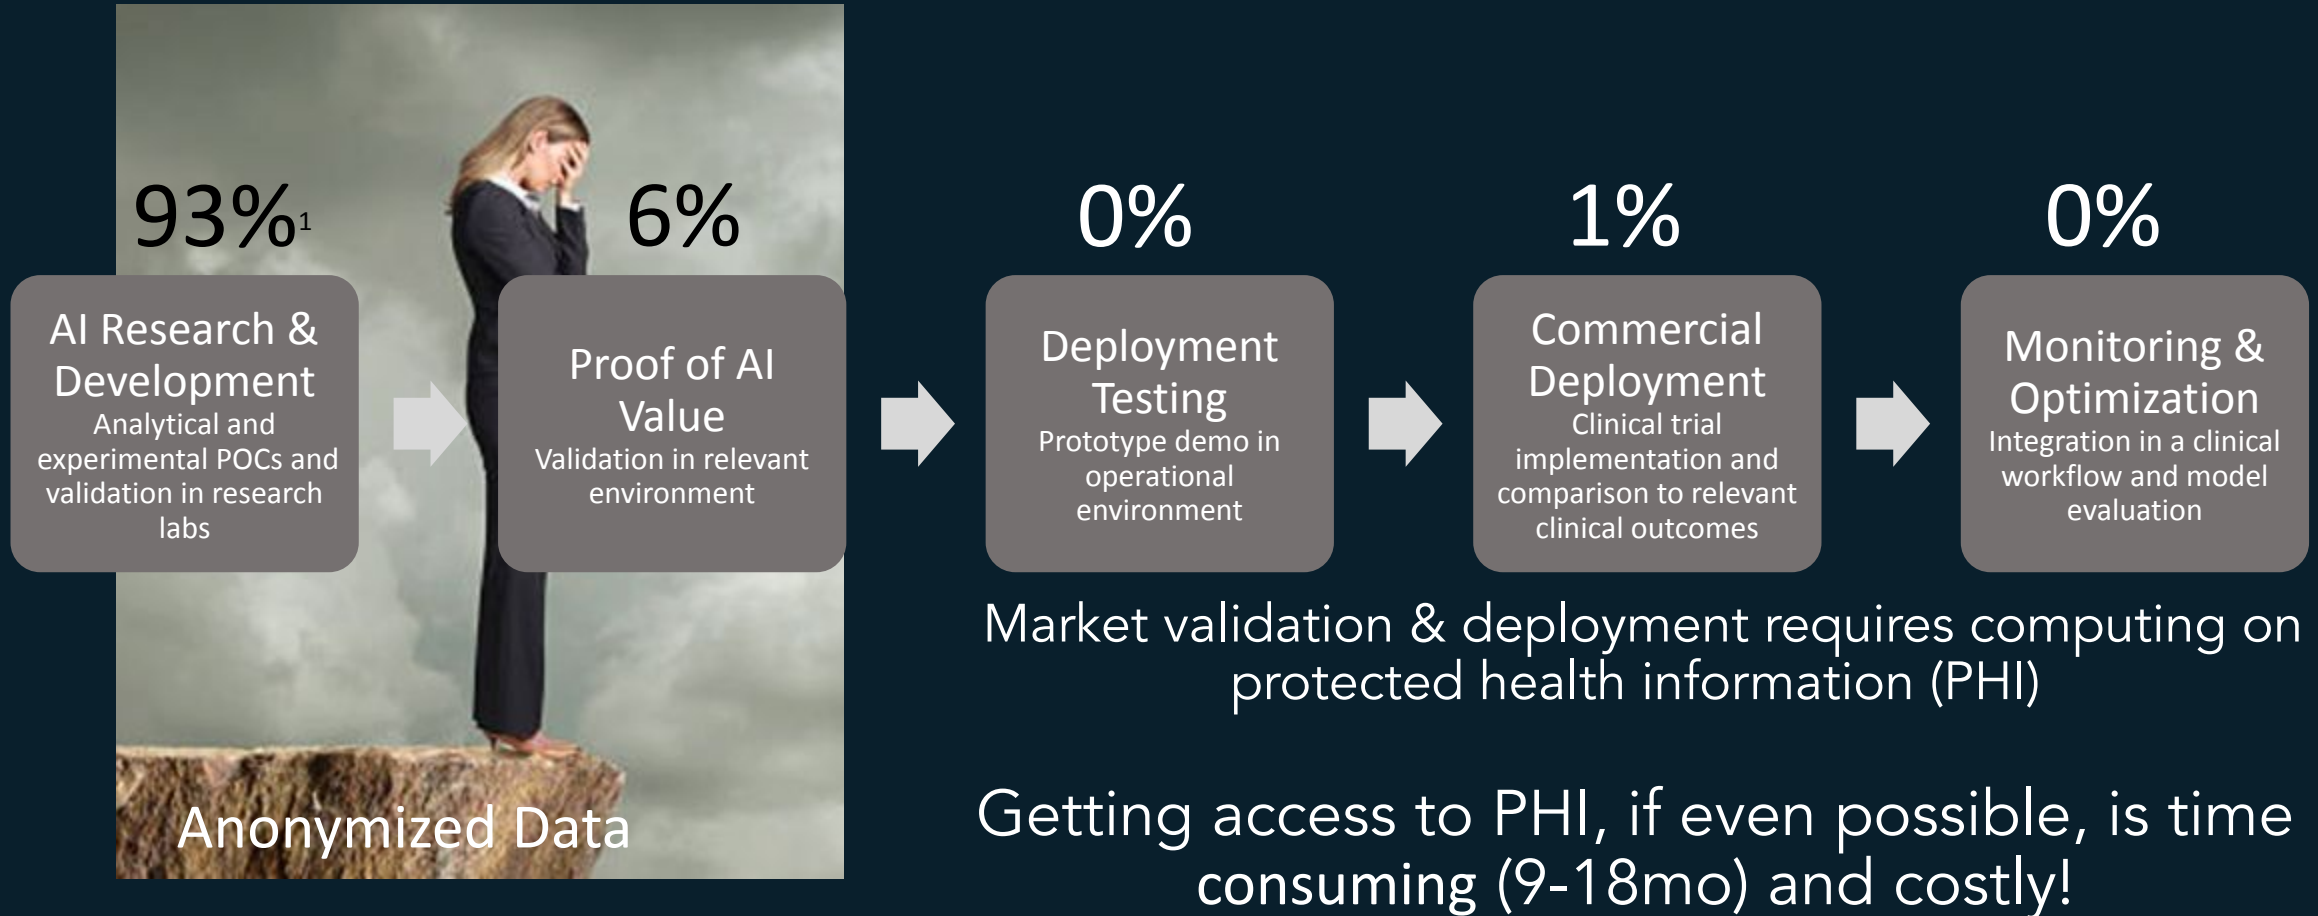 93%1
AI Research &
Development
Analytical and
experimental POCs and
validation in research
labs
6%
Proof of AI
Value
Validation in relevant
environment
0%
Deployment
Testing
Prototype demo in
operational
environment
1%
Commercial
Deployment
Clinical trial
implementation and
comparison to relevant
clinical outcomes
0%
Monitoring &
Optimization
Integration in a clinical
workflow and model
evaluation
Anonymized Data
Market validation & deployment requires computing on
protected health information (PHI)
Getting access to PHI, if even possible, is time
consuming (9-18mo) and costly!